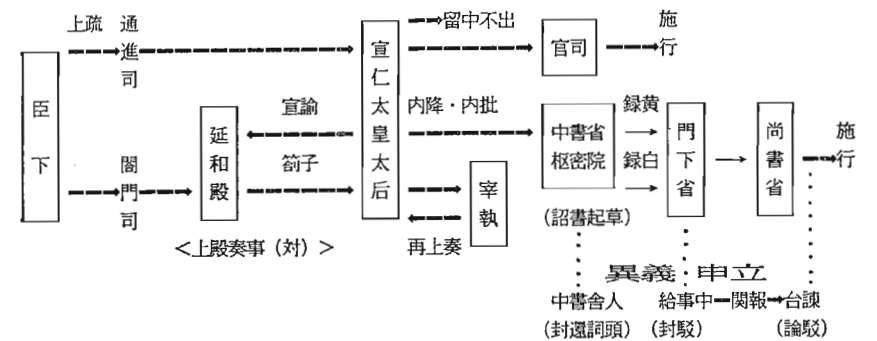 上疏
通進司
臣下
閤門司
延和殿
宣諭
箚子
＜上殿奏事（対）＞
宣仁太皇太后
留中不出
官司
施行
内降・内批
宰執
再上奏
中書省
枢密院
録黄
録白
門下省
尚書省
施行
(詔書起草)
異義 申立
中書舎人
(封還詞頭)
給事中
(封駁)
関報
台諌
(論駁)